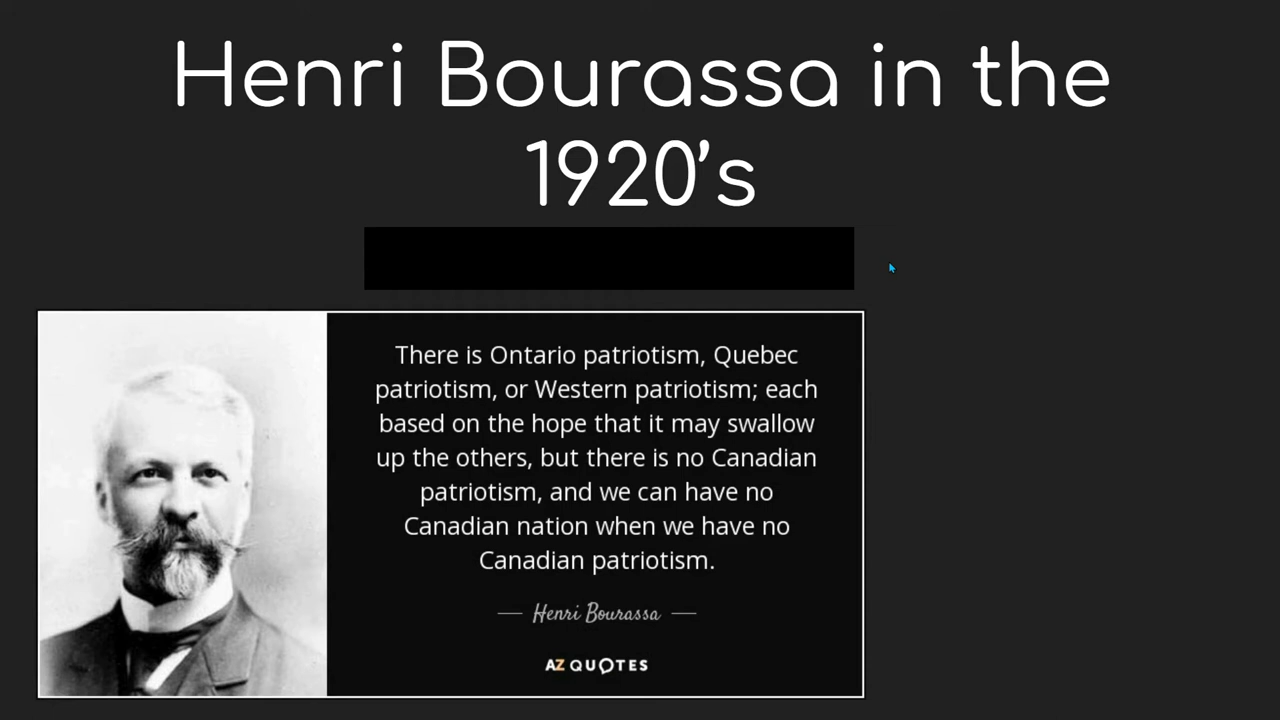 Henri Bourassa in the
1920's
There is Ontario patriotism, Quebec
patriotism, or Western patriotism; each
based on the hope that it may swallow
up the others, but there is no Canadian
patriotism, and we can have no
Canadian nation when we have no
Canadian patriotism.
— Henri Bourassa —
AZ QUOTES